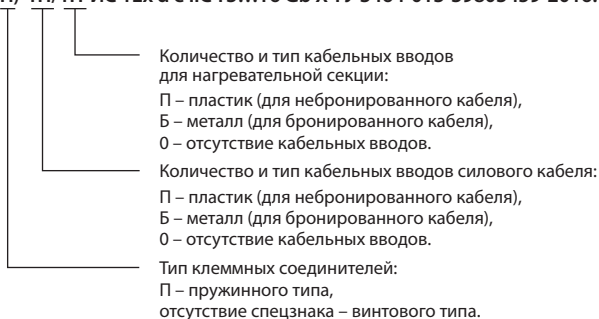 Количество и тип кабельных вводов
для нагревательной секции:
П – пластик (для небронированного кабеля),
Б – металл (для бронированного кабеля),
0 – отсутствие кабельных вводов.
Количество и тип кабельных вводов силового кабеля:
П – пластик (для небронированного кабеля),
Б – металл (для бронированного кабеля),
0 – отсутствие кабельных вводов.
Тип клеммных соединителей:
П – пружинного типа,
отсутствие спецзнака – винтового типа.